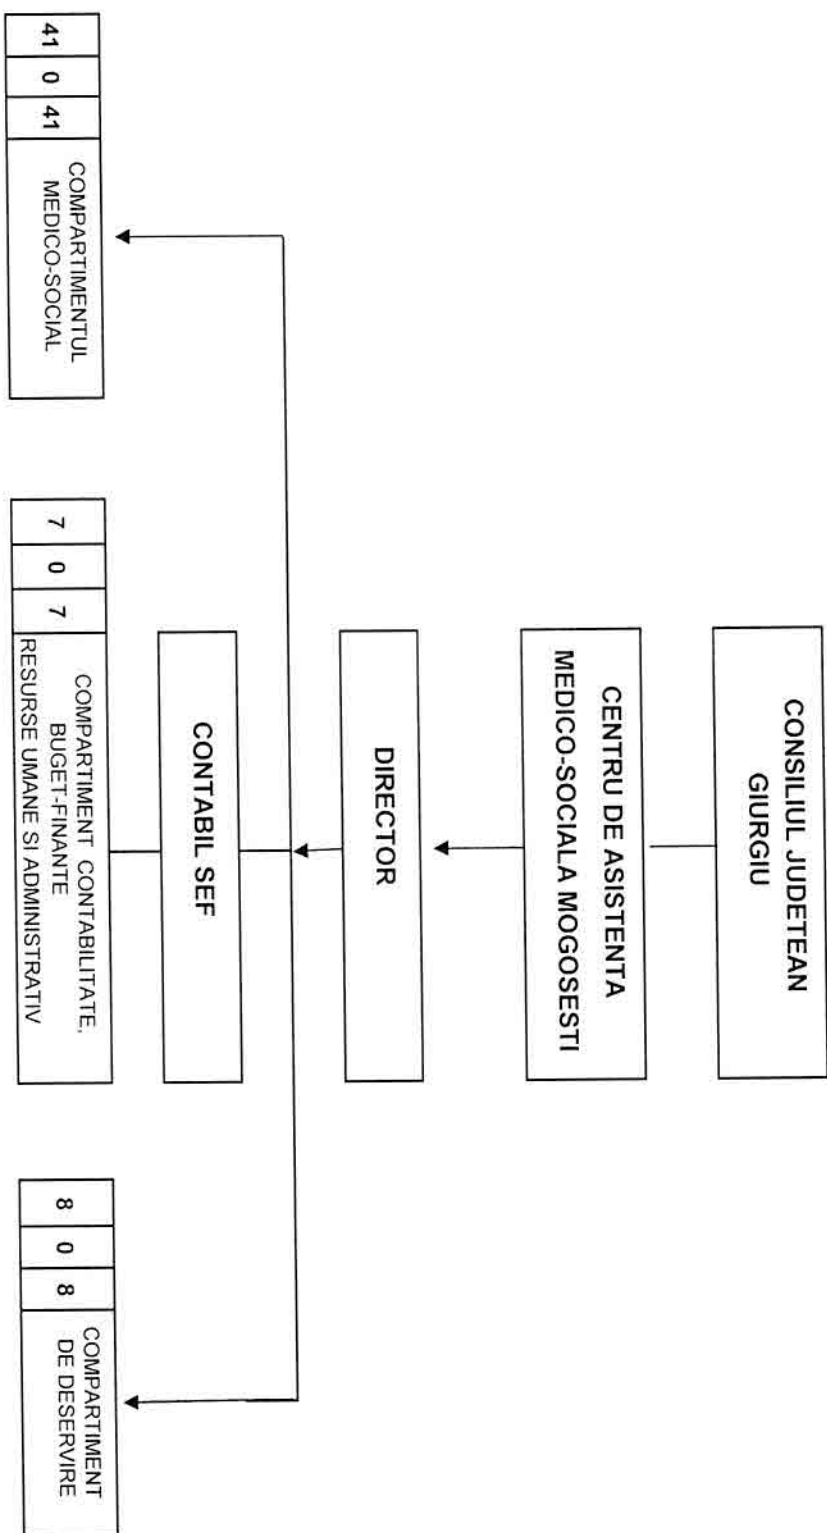 CONSILIUL JUDETEAN
GIURGIU
CENTRU DE ASISTENTA
MEDICO-SOCIALA MOGOSESTI
DIRECTOR
CONTABIL SEF
41
0
41
COMPARTIMENTUL
MEDICO-SOCIAL
7
0
7
COMPARTIMENT CONTABILITATE,
BUGET-FINANTE
RESURSE UMANE SI ADMINISTRATIV
8
0
8
COMPARTIMENT
DE DESERVIRE